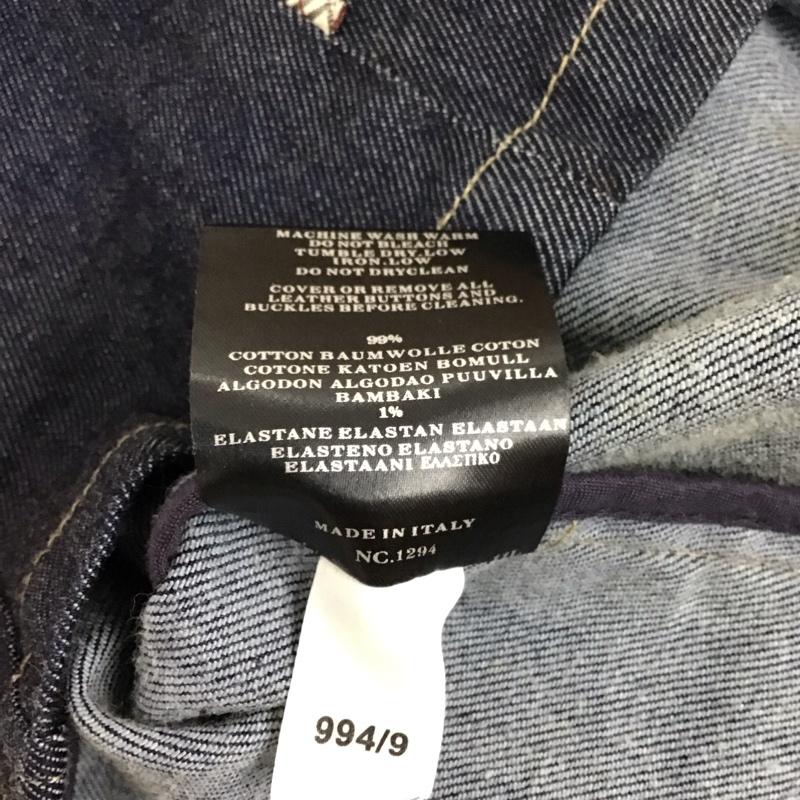 MACHINE WASH WARM
DO NOT BLEACH
TUMBLE DRY.LOW
IRON.LOW
DO NOT DRYCLEAN
COVER OR REMOVE ALL
LEATHER BUTTONS AND
BUCKLES BEFORE CLEANING.
99%
COTTON BAUMWOLLE COTON
COTONE KATOEN BOMULL
ALGODON ALGODAO PUUVILLA
BAMBAKI
1%
ELASTANE ELASTAN ELASTAAN
ELASTENO ELASTANO
ELASTAANI ΕΛΑΣΤΙΚΟ
MADE IN ITALY
NC.1294
994/9